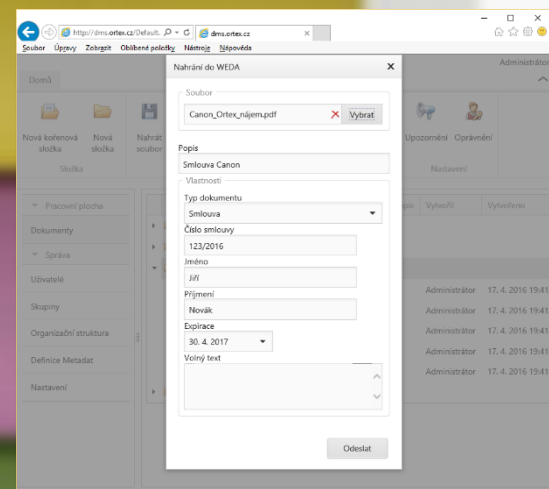 http://dms.ortex.cz/Default.
dms.ortex.cz
Soubor Úpravy Zobrazit Oblíbené položky Nástroje Nápověda
Administrátor
Domů
Nahrání do WEDA
Soubor
Canon_Ortex_nájem.pdf
Vybrat
Nová kořenová složka
Nová složka
Nahrát soubor
Upozornění
Oprávnění
Složka
Nastavení
Popis
Smlouva Canon
Vlastnosti
Typ dokumentu
Smlouva
Číslo smlouvy
123/2016
Jméno
Jiří
Příjmení
Novák
Expirace
30. 4. 2017
Volný text
Odeslat
Pracovní plocha
Dokumenty
Správa
Uživatelé
Skupiny
Organizační struktura
Definice Metadat
Nastavení
Vytvořil
Vytvořeno
Administrátor 17. 4. 2016 19:41
Administrátor 17. 4. 2016 19:41
Administrátor 17. 4. 2016 19:41
Administrátor 17. 4. 2016 19:41
Administrátor 17. 4. 2016 19:41